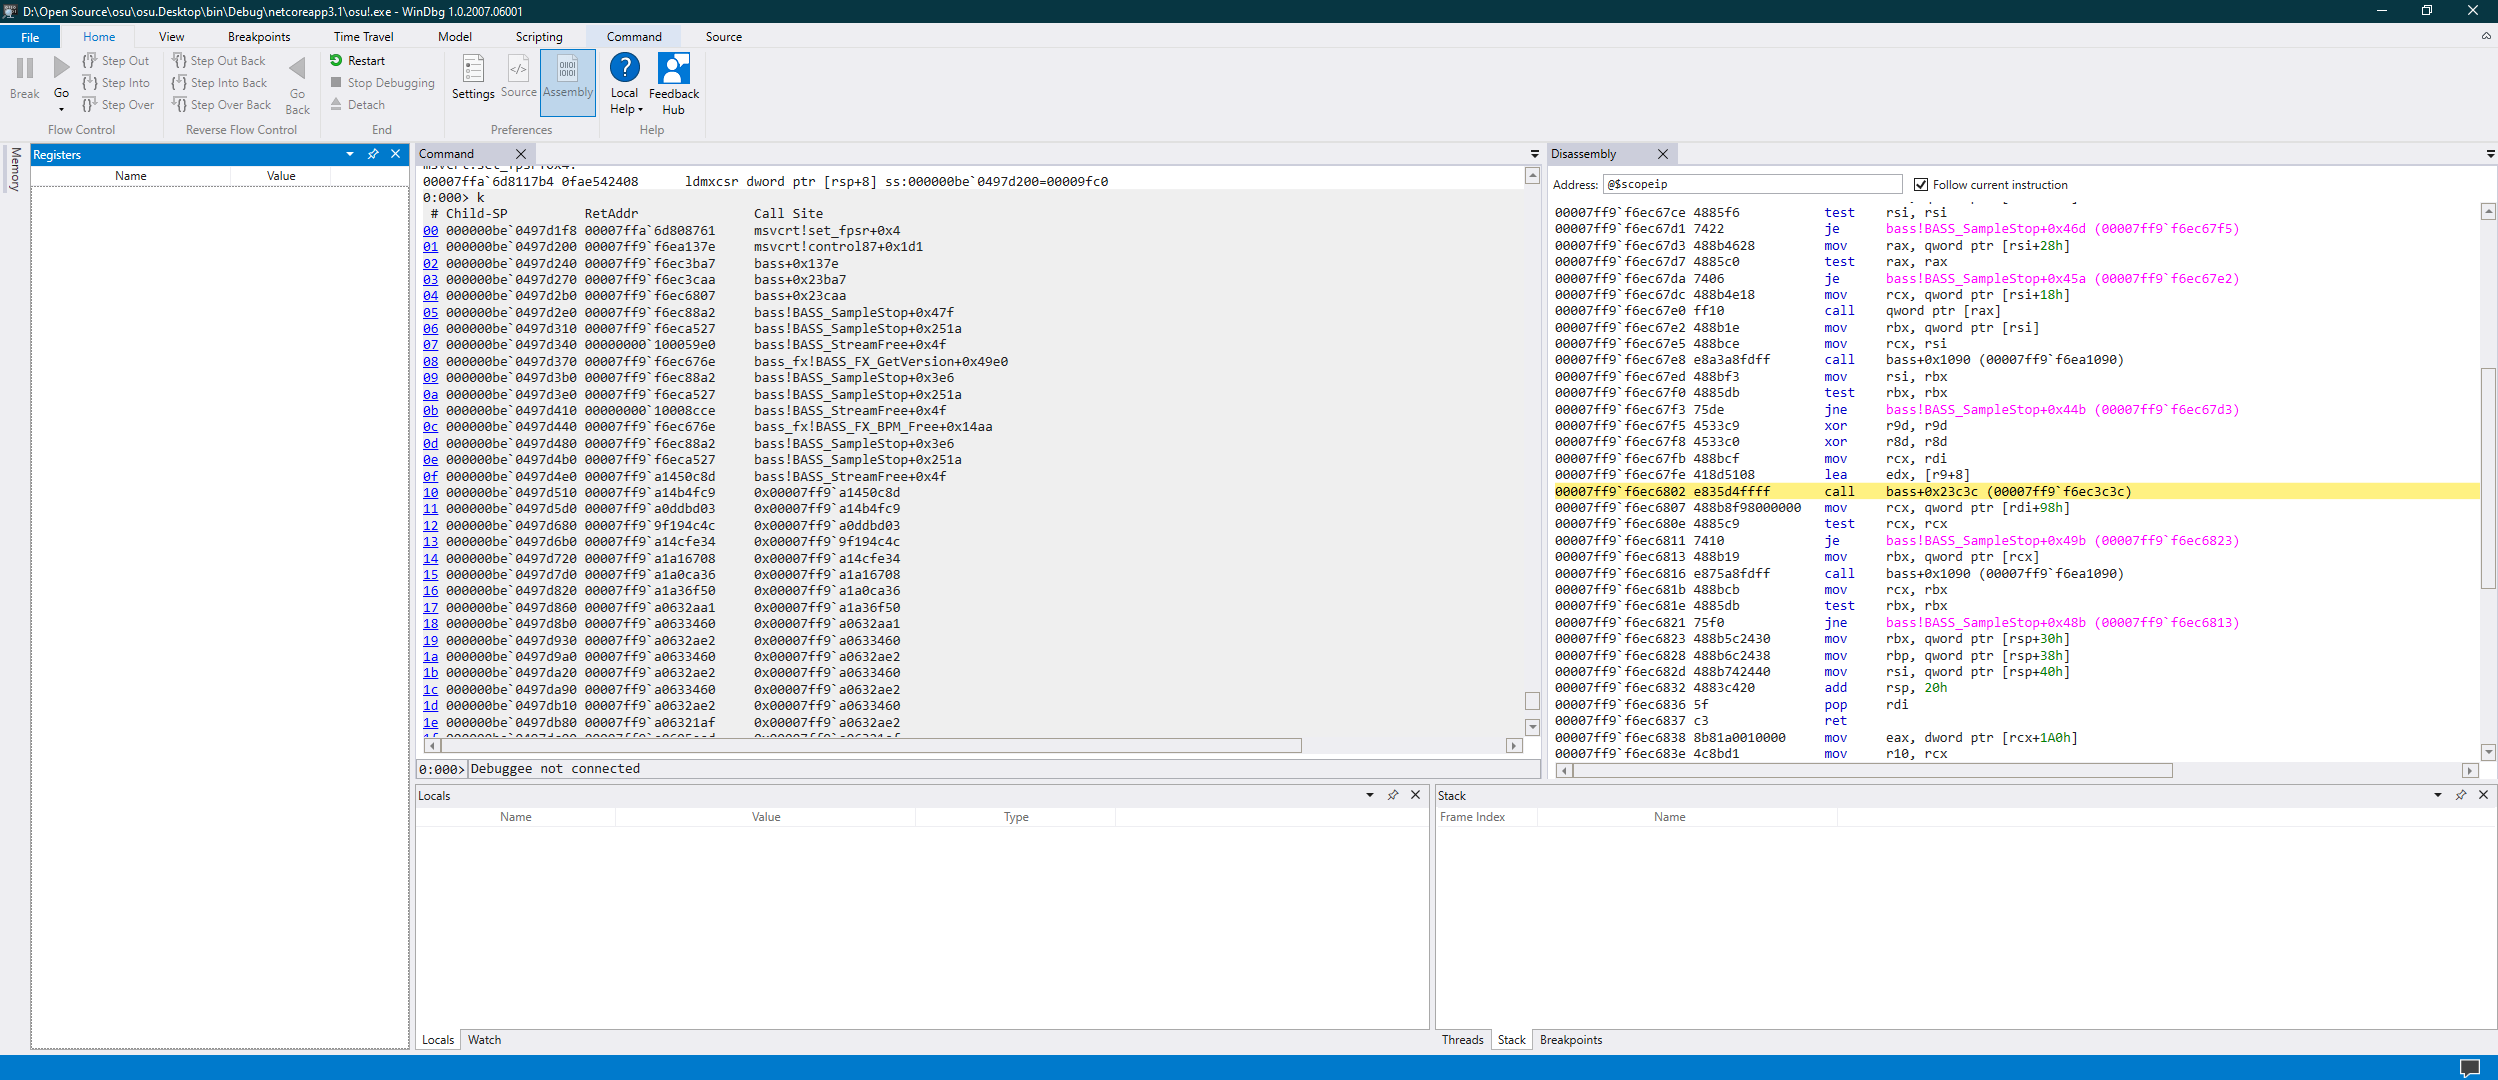 D:\Open Source\osu\osu.Desktop\bin\Debug\netcoreapp3.1\osu!.exe - WinDbg 1.0.2007.06001
File Home View Breakpoints Time Travel Model Scripting Command Source
Break
Go
Step Out
Step Into
Step Over
Flow Control
Step Out Back
Step Into Back
Step Over Back
Go Back
Reverse Flow Control
Restart
Stop Debugging
Detach
End
Settings
Source
Assembly
Preferences
Local Help
Feedback Hub
Help
Memory
Registers
Name Value
Command
msvcrt!set_fpsr+0x4:
00007ffa`6d8117b4 0fae542408 ldmxcsr dword ptr [rsp+8] ss:000000be`0497d200=00009fc0
0:000> k
# Child-SP RetAddr Call Site
00 000000be`0497d1f8 00007ffa`6d808761 msvcrt!set_fpsr+0x4
01 000000be`0497d200 00007ff9`f6ea137e msvcrt!control87+0x1d1
02 000000be`0497d240 00007ff9`f6ec3ba7 bass+0x137e
03 000000be`0497d270 00007ff9`f6ec3caa bass+0x23ba7
04 000000be`0497d2b0 00007ff9`f6ec6807 bass+0x23caa
05 000000be`0497d2e0 00007ff9`f6ec88a2 bass!BASS_SampleStop+0x47f
06 000000be`0497d310 00007ff9`f6eca527 bass!BASS_SampleStop+0x251a
07 000000be`0497d340 00000000`100059e0 bass!BASS_StreamFree+0x4f
08 000000be`0497d370 00007ff9`f6ec676e bass_fx!BASS_FX_GetVersion+0x49e0
09 000000be`0497d3b0 00007ff9`f6ec88a2 bass!BASS_SampleStop+0x3e6
0a 000000be`0497d3e0 00007ff9`f6eca527 bass!BASS_SampleStop+0x251a
0b 000000be`0497d410 00000000`10008cce bass!BASS_StreamFree+0x4f
0c 000000be`0497d440 00007ff9`f6ec676e bass_fx!BASS_FX_BPM_Free+0x14aa
0d 000000be`0497d480 00007ff9`f6ec88a2 bass!BASS_SampleStop+0x3e6
0e 000000be`0497d4b0 00007ff9`f6eca527 bass!BASS_SampleStop+0x251a
0f 000000be`0497d4e0 00007ff9`a1450c8d bass!BASS_StreamFree+0x4f
10 000000be`0497d510 00007ff9`a14b4fc9 0x00007ff9`a1450c8d
11 000000be`0497d5d0 00007ff9`a0ddbd03 0x00007ff9`a14b4fc9
12 000000be`0497d680 00007ff9`9f194c4c 0x00007ff9`a0ddbd03
13 000000be`0497d6b0 00007ff9`a14cfe34 0x00007ff9`9f194c4c
14 000000be`0497d720 00007ff9`a1a16708 0x00007ff9`a14cfe34
15 000000be`0497d7d0 00007ff9`a1a0ca36 0x00007ff9`a1a16708
16 000000be`0497d820 00007ff9`a1a36f50 0x00007ff9`a1a0ca36
17 000000be`0497d860 00007ff9`a0632aa1 0x00007ff9`a1a36f50
18 000000be`0497d8b0 00007ff9`a0633460 0x00007ff9`a0632aa1
19 000000be`0497d930 00007ff9`a0632ae2 0x00007ff9`a0633460
1a 000000be`0497d9a0 00007ff9`a0633460 0x00007ff9`a0632ae2
1b 000000be`0497da20 00007ff9`a0632ae2 0x00007ff9`a0633460
1c 000000be`0497da90 00007ff9`a0633460 0x00007ff9`a0632ae2
1d 000000be`0497db10 00007ff9`a0632ae2 0x00007ff9`a0633460
1e 000000be`0497db80 00007ff9`a06321af 0x00007ff9`a0632ae2
0:000> Debuggee not connected
Disassembly
Address: @$scopeip Follow current instruction
00007ff9`f6ec67ce 4885f6 test rsi, rsi
00007ff9`f6ec67d1 7422 je bass!BASS_SampleStop+0x46d (00007ff9`f6ec67f5)
00007ff9`f6ec67d3 488b4628 mov rax, qword ptr [rsi+28h]
00007ff9`f6ec67d7 4885c0 test rax, rax
00007ff9`f6ec67da 7406 je bass!BASS_SampleStop+0x45a (00007ff9`f6ec67e2)
00007ff9`f6ec67dc 488b4e18 mov rcx, qword ptr [rsi+18h]
00007ff9`f6ec67e0 ff10 call qword ptr [rax]
00007ff9`f6ec67e2 488b1e mov rbx, qword ptr [rsi]
00007ff9`f6ec67e5 488bce mov rcx, rsi
00007ff9`f6ec67e8 e8a3a8fdff call bass+0x1090 (00007ff9`f6ea1090)
00007ff9`f6ec67ed 488bf3 mov rsi, rbx
00007ff9`f6ec67f0 4885db test rbx, rbx
00007ff9`f6ec67f3 75de jne bass!BASS_SampleStop+0x44b (00007ff9`f6ec67d3)
00007ff9`f6ec67f5 4533c9 xor r9d, r9d
00007ff9`f6ec67f8 4533c0 xor r8d, r8d
00007ff9`f6ec67fb 488bcf mov rcx, rdi
00007ff9`f6ec67fe 418d5108 lea edx, [r9+8]
00007ff9`f6ec6802 e835d4ffff call bass+0x23c3c (00007ff9`f6ec3c3c)
00007ff9`f6ec6807 488b8f98000000 mov rcx, qword ptr [rdi+98h]
00007ff9`f6ec680e 4885c9 test rcx, rcx
00007ff9`f6ec6811 7410 je bass!BASS_SampleStop+0x49b (00007ff9`f6ec6823)
00007ff9`f6ec6813 488b19 mov rbx, qword ptr [rcx]
00007ff9`f6ec6816 e875a8fdff call bass+0x1090 (00007ff9`f6ea1090)
00007ff9`f6ec681b 488bcb mov rcx, rbx
00007ff9`f6ec681e 4885db test rbx, rbx
00007ff9`f6ec6821 75f0 jne bass!BASS_SampleStop+0x48b (00007ff9`f6ec6813)
00007ff9`f6ec6823 488b5c2430 mov rbx, qword ptr [rsp+30h]
00007ff9`f6ec6828 488b6c2438 mov rbp, qword ptr [rsp+38h]
00007ff9`f6ec682d 488b742440 mov rsi, qword ptr [rsp+40h]
00007ff9`f6ec6832 4883c420 add rsp, 20h
00007ff9`f6ec6836 5f pop rdi
00007ff9`f6ec6837 c3 ret
00007ff9`f6ec6838 8b81a0010000 mov eax, dword ptr [rcx+1A0h]
00007ff9`f6ec683e 4c8bd1 mov r10, rcx
Locals
Name Value Type
Locals Watch
Stack
Frame Index Name
Threads Stack Breakpoints